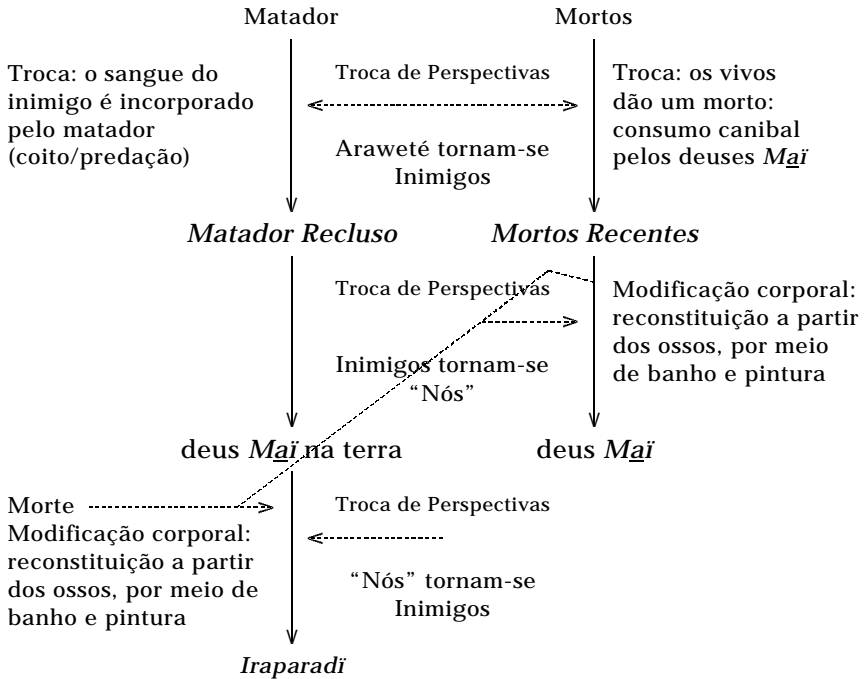 Matador
Mortos
Troca: o sangue do
inimigo é incorporado
pelo matador
(coito/predação)
Troca de Perspectivas
Araweté tornam-se
Inimigos
Troca: os vivos
dão um morto:
consumo canibal
pelos deuses Maï
Matador Recluso
Mortos Recentes
Troca de Perspectivas
Inimigos tornam-se
“Nós”
Modificação corporal:
reconstituição a partir
dos ossos, por meio
de banho e pintura
deus Maï na terra
deus Maï
Morte
Modificação corporal:
reconstituição a partir
dos ossos, por meio de
banho e pintura
Troca de Perspectivas
“Nós” tornam-se
Inimigos
Iraparadï